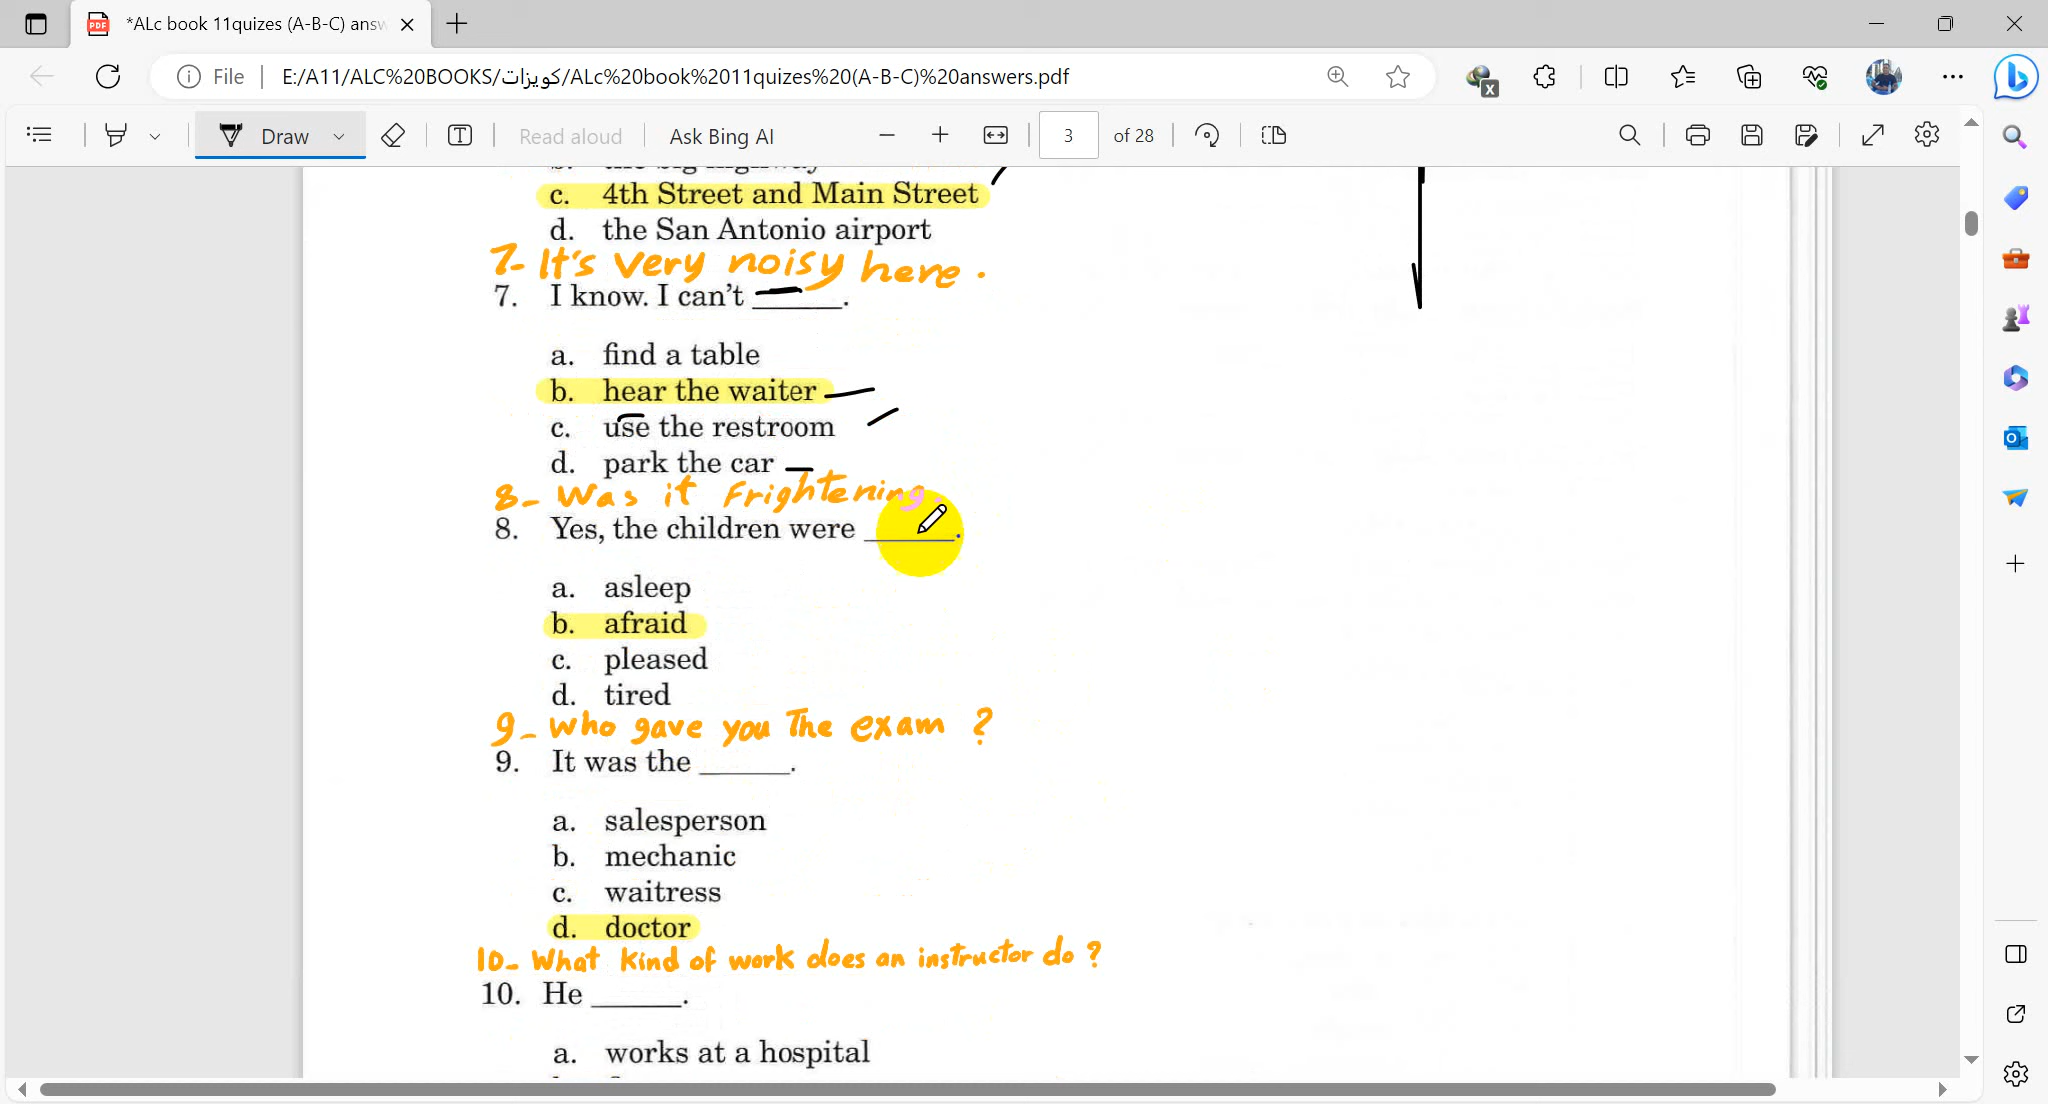 *ALc book 11quizes (A-B-C) answ
File
E:/A11/ALC%20BOOKS/كويزات/ALc%20book%2011quizes%20(A-B-C)%20answers.pdf
Draw
Read aloud
Ask Bing AI
3
of 28
c. 4th Street and Main Street
d. the San Antonio airport
7- It's very noisy here.
7. I know. I can't ______.
a. find a table
b. hear the waiter
c. use the restroom
d. park the car
8- Was it Frightening.
8. Yes, the children were ______.
a. asleep
b. afraid
c. pleased
d. tired
9- Who gave you The exam ?
9. It was the ______.
a. salesperson
b. mechanic
c. waitress
d. doctor
10- What kind of work does an instructor do ?
10. He ______.
a. works at a hospital